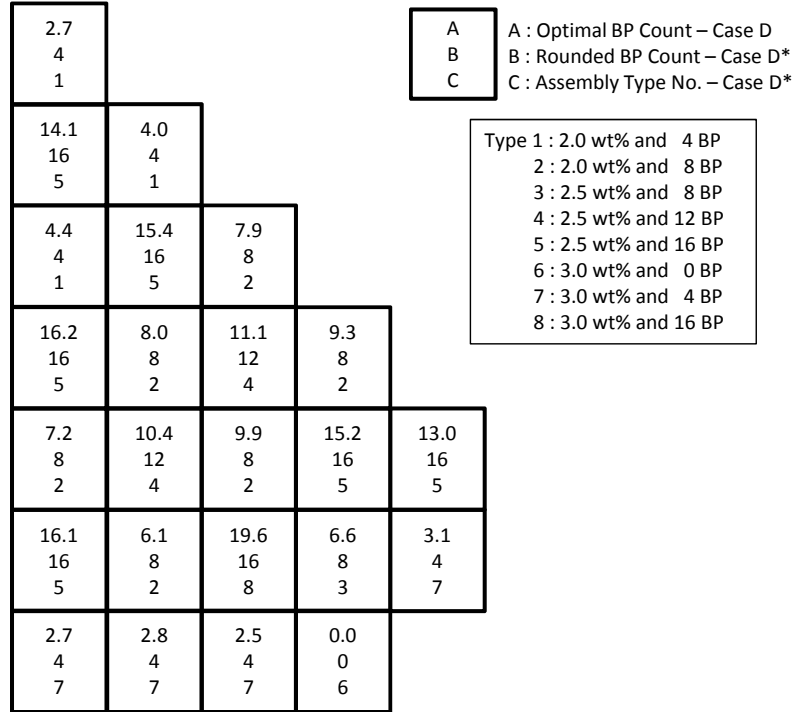 2.7
4
1
A A : Optimal BP Count – Case D
B B : Rounded BP Count – Case D*
C C : Assembly Type No. – Case D*
14.1 4.0
16 4
5 1
Type 1 : 2.0 wt% and 4 BP
2 : 2.0 wt% and 8 BP
3 : 2.5 wt% and 8 BP
4 : 2.5 wt% and 12 BP
5 : 2.5 wt% and 16 BP
6 : 3.0 wt% and 0 BP
7 : 3.0 wt% and 4 BP
8 : 3.0 wt% and 16 BP
4.4 15.4 7.9
4 16 8
1 5 2
16.2 8.0 11.1 9.3
16 8 12 8
5 2 4 2
7.2 10.4 9.9 15.2 13.0
8 12 8 16 16
2 4 2 5 5
16.1 6.1 19.6 6.6 3.1
16 8 16 8 4
5 2 8 3 7
2.7 2.8 2.5 0.0
4 4 4 0
7 7 7 6